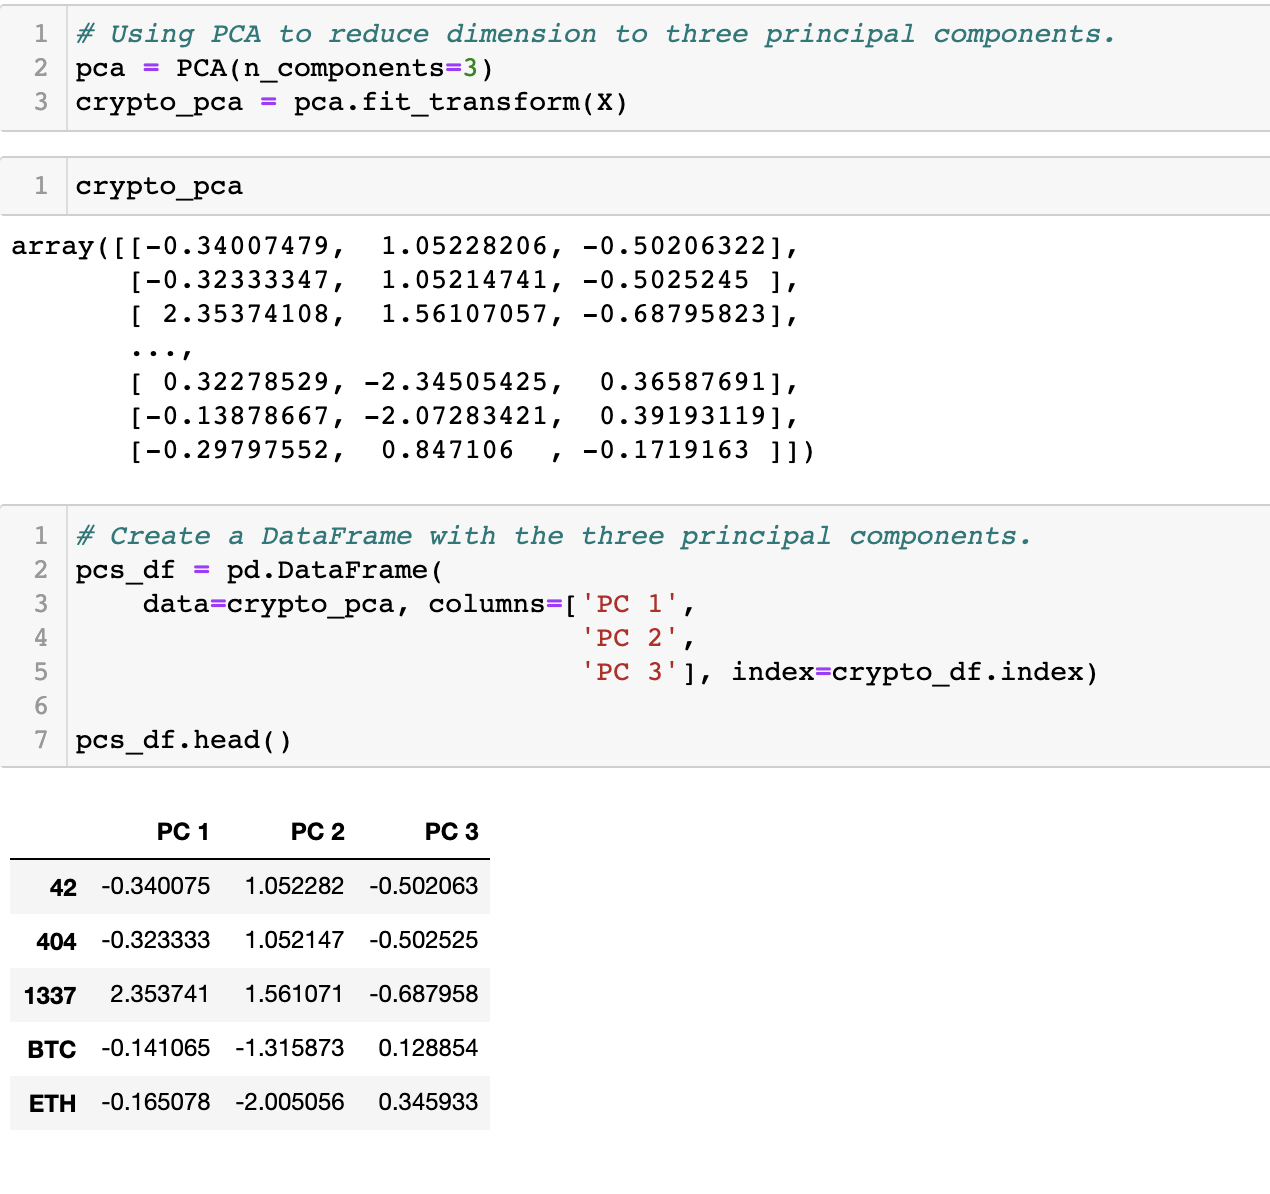 1 # Using PCA to reduce dimension to three principal components.
2 pca = PCA(n_components=3)
3 crypto_pca = pca.fit_transform(X)
1 crypto_pca
array([[-0.34007479,  1.05228206, -0.50206322],
       [-0.32333347,  1.05214741, -0.5025245 ],
       [ 2.35374108,  1.56107057, -0.68795823],
       ...,
       [ 0.32278529, -2.34505425,  0.36587691],
       [-0.13878667, -2.07283421,  0.39193119],
       [-0.29797552,  0.847106  , -0.1719163 ]])
1 # Create a DataFrame with the three principal components.
2 pcs_df = pd.DataFrame(
3     data=crypto_pca, columns=['PC 1',
4                               'PC 2',
5                               'PC 3'], index=crypto_df.index)
6
7 pcs_df.head()
PC 1 PC 2 PC 3
42 -0.340075 1.052282 -0.502063
404 -0.323333 1.052147 -0.502525
1337 2.353741 1.561071 -0.687958
BTC -0.141065 -1.315873 0.128854
ETH -0.165078 -2.005056 0.345933